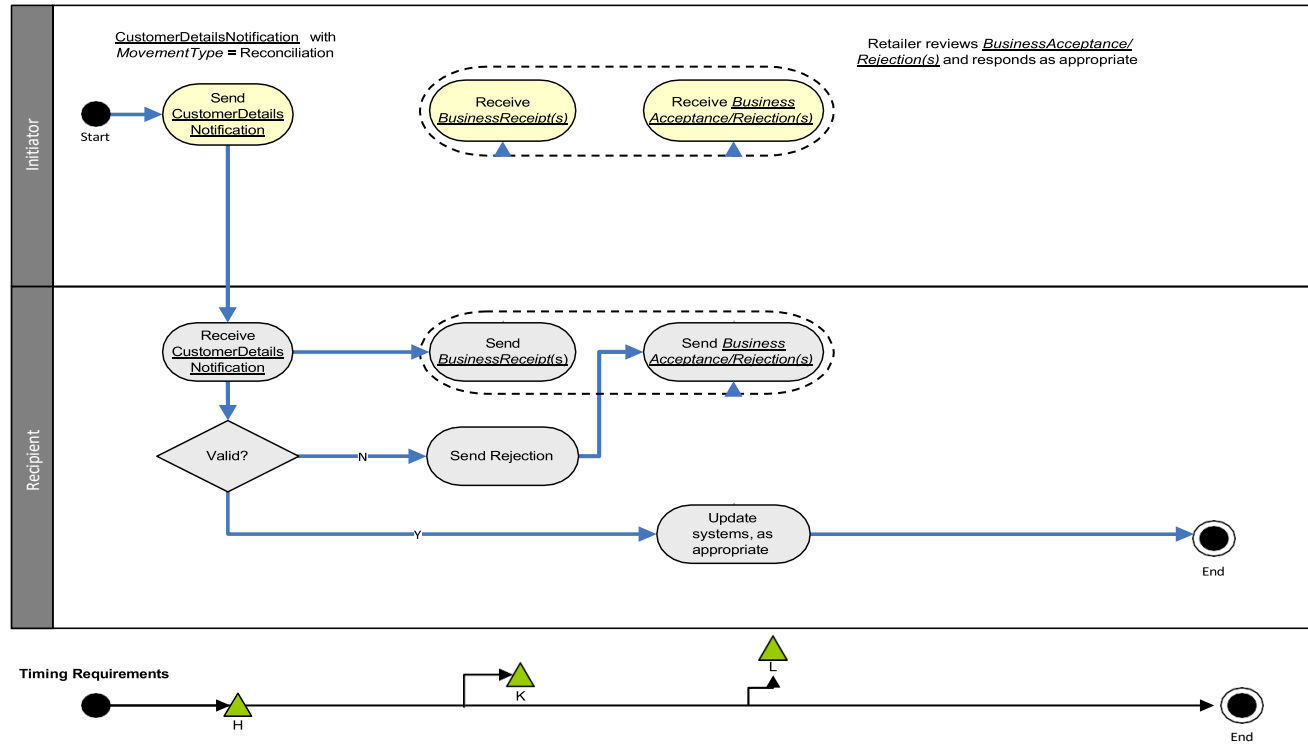 Initiator
CustomerDetailsNotification with
MovementType = Reconciliation
Retailer reviews BusinessAcceptance/
Rejection(s) and responds as appropriate
Start
Send
CustomerDetails
Notification
Receive
BusinessReceipt(s)
Receive Business
Acceptance/Rejection(s)
Recipient
Receive
CustomerDetails
Notification
Send
BusinessReceipt(s)
Send Business
Acceptance/Rejection(s)
Valid?
N
Send Rejection
Y
Update
systems, as
appropriate
End
Timing Requirements
H
K
L
End